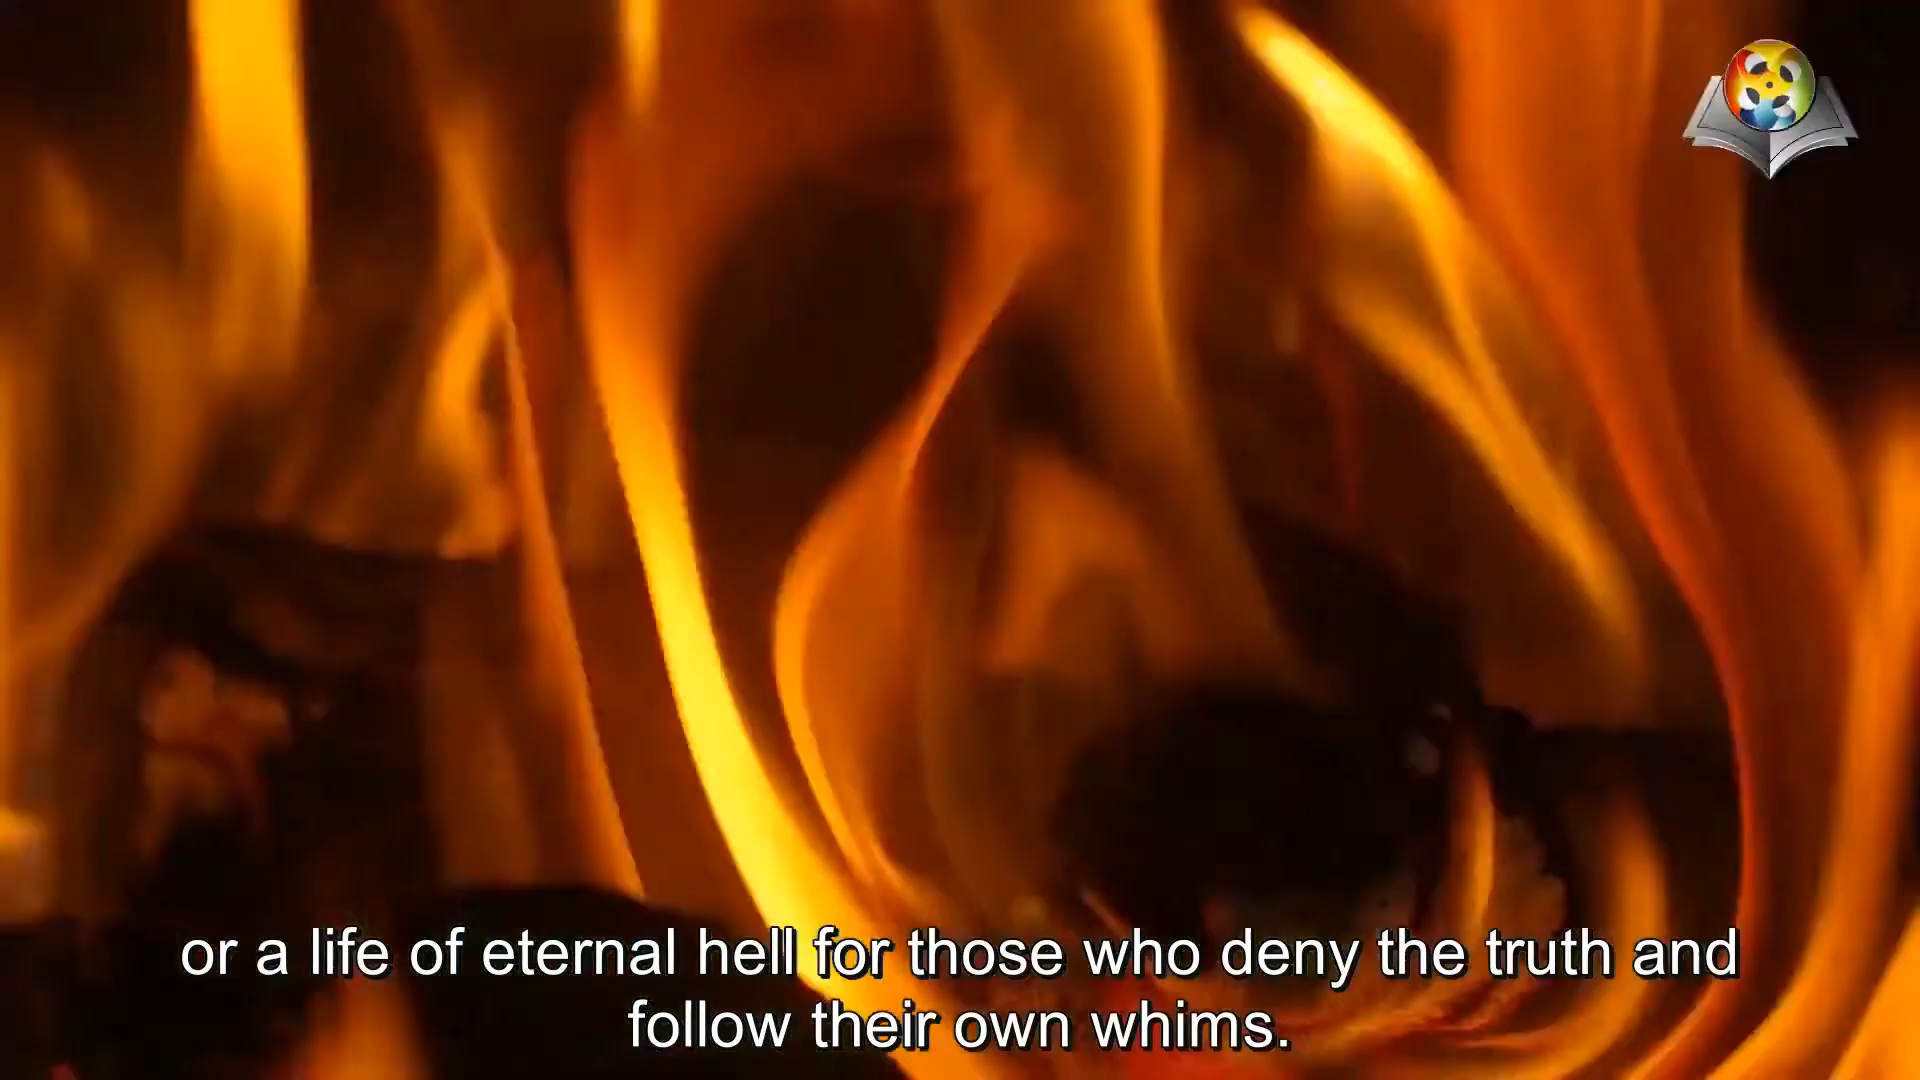 or a life of eternal hell for those who deny the truth and
follow their own whims.